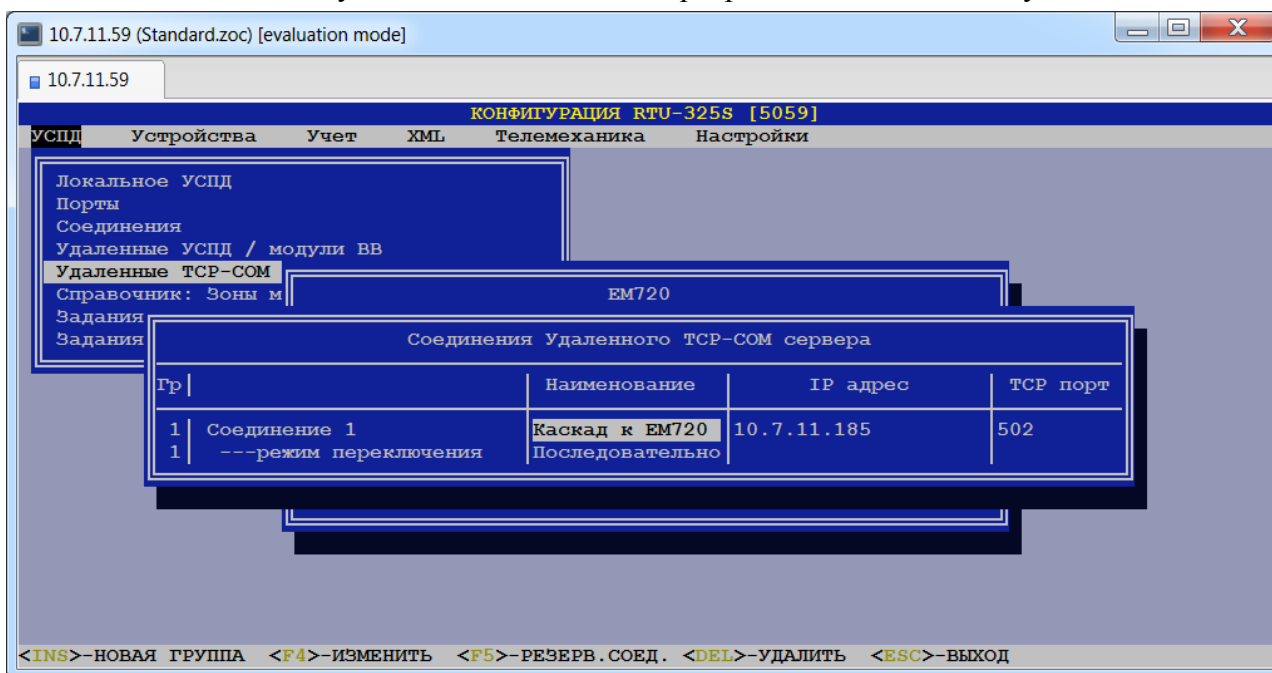 10.7.11.59 (Standard.zoc) [evaluation mode]
10.7.11.59
КОНФИГУРАЦИЯ RTU-325S [5059]
УСПД Устройства Учет XML Телемеханика Настройки
Локальное УСПД
Порты
Соединения
Удаленные УСПД / модули ВВ
Удаленные TCP-COM
Справочник: Зоны м
EM720
Задания
Задания
Соединения Удаленного TCP-COM сервера
Гр Наименование IP адрес TCP порт
1 Соединение 1 Каскад к EM720 10.7.11.185 502
1 ---режим переключения Последовательно
<INS>-НОВАЯ ГРУППА <F4>-ИЗМЕНИТЬ <F5>-РЕЗЕРВ.СОЕД. <DEL>-УДАЛИТЬ <ESC>-ВЫХОД